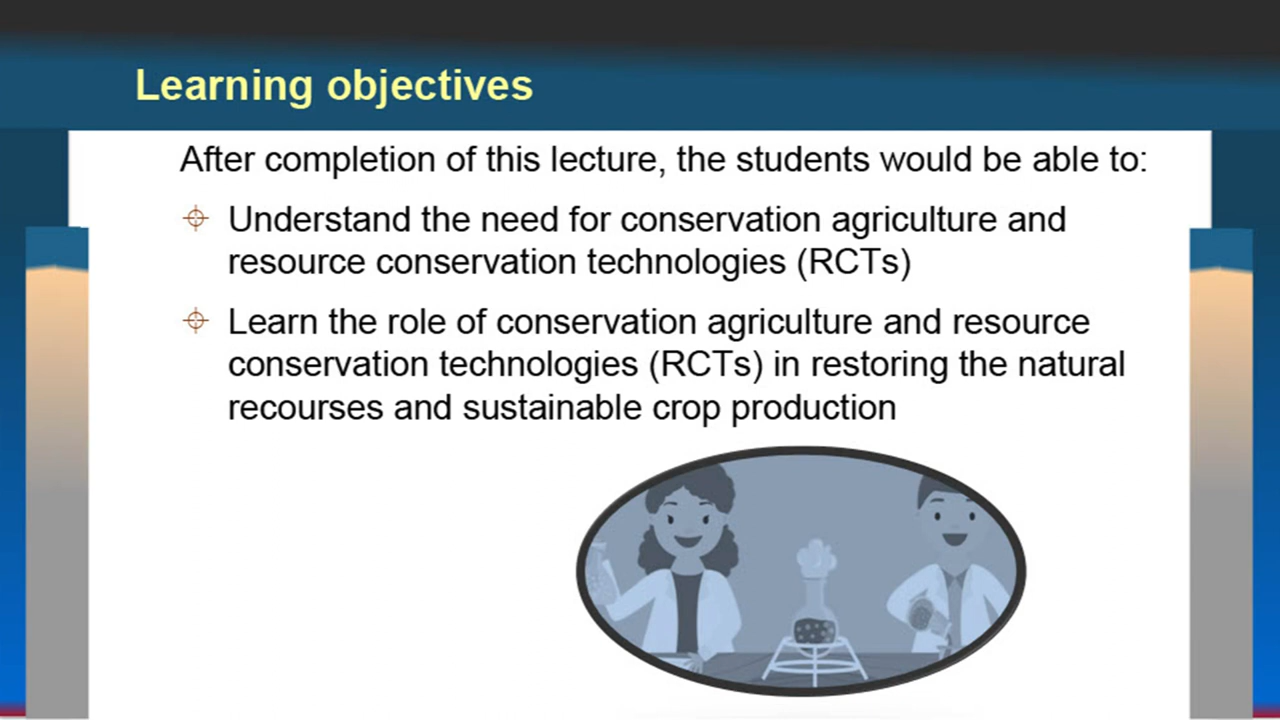 Learning objectives
After completion of this lecture, the students would be able to:
Understand the need for conservation agriculture and
resource conservation technologies (RCTs)
Learn the role of conservation agriculture and resource
conservation technologies (RCTs) in restoring the natural
recourses and sustainable crop production